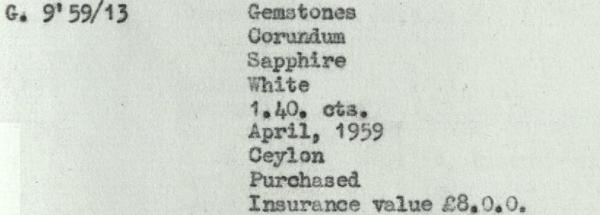 G. 9'59/13 Gemstones
Corundum
Sapphire
White
1.40. cts.
April, 1959
Ceylon
Purchased
Insurance value £8.0.0.